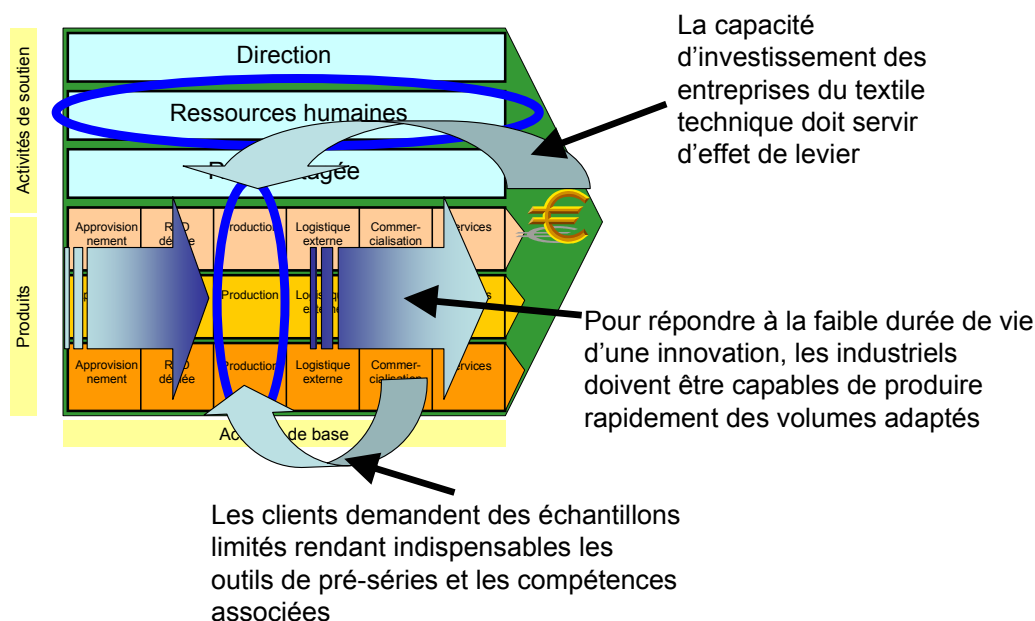 La capacité
d'investissement des
entreprises du textile
technique doit servir
d'effet de levier
Activités de soutien
Direction
Ressources humaines
Produits
Approvision
nement
Production
Logistique
externe
Commer-
cialisation
Production
Approvision
nement
Production
Logistique
externe
Commer-
de base
Pour répondre à la faible durée de vie
d'une innovation, les industriels
doivent être capables de produire
rapidement des volumes adaptés
Les clients demandent des échantillons
limités rendant indispensables les
outils de pré-séries et les compétences
associées